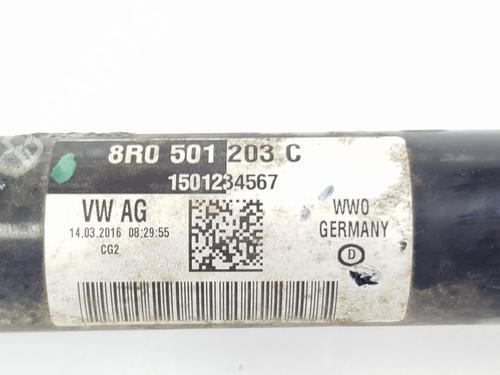 8R0 501 203 C
1501234567
VW AG
14.03.2016 08:29:55
CG2
WWO
GERMANY
D